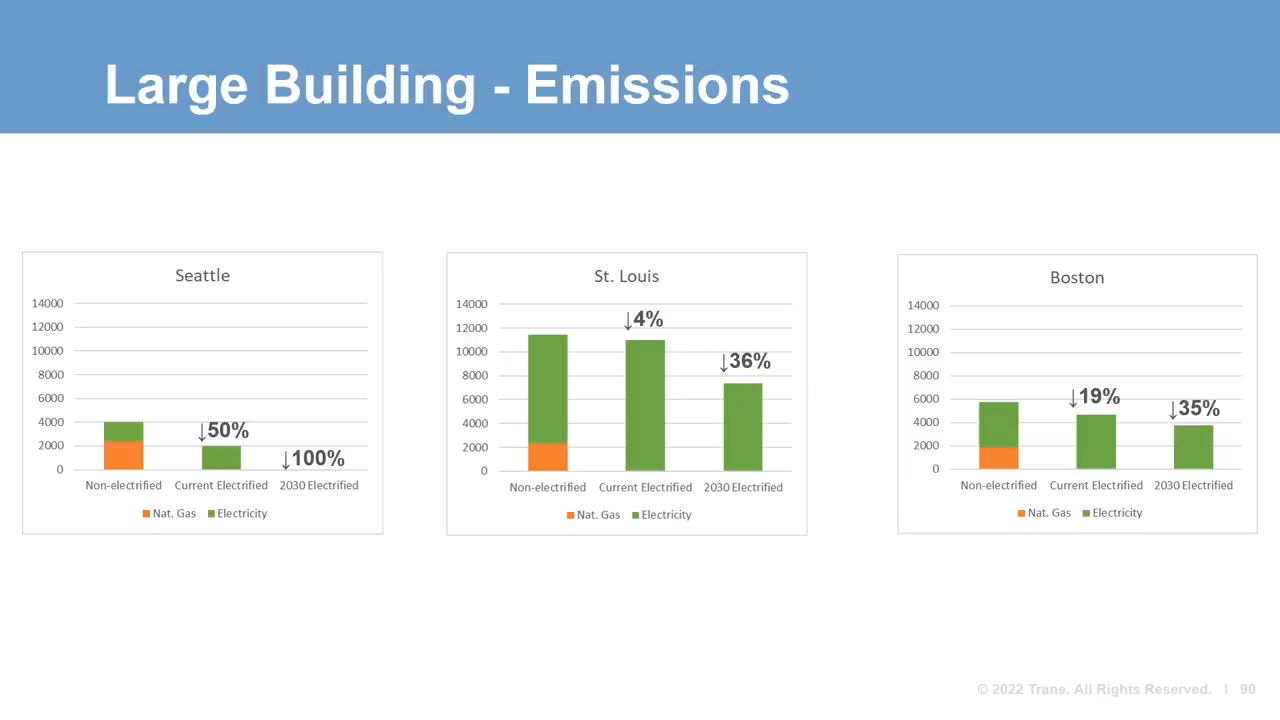 Large Building - Emissions
Seattle
14000
12000
10000
8000
6000
4000
2000
0
↓50%
↓100%
Non-electrified Current Electrified 2030 Electrified
Nat. Gas Electricity
St. Louis
14000
12000
10000
8000
6000
4000
2000
0
↓4%
↓36%
Non-electrified Current Electrified 2030 Electrified
Nat. Gas Electricity
Boston
14000
12000
10000
8000
6000
4000
2000
0
↓19%
↓35%
Non-electrified Current Electrified 2030 Electrified
Nat. Gas Electricity
© 2022 Trane. All Rights Reserved. I 90